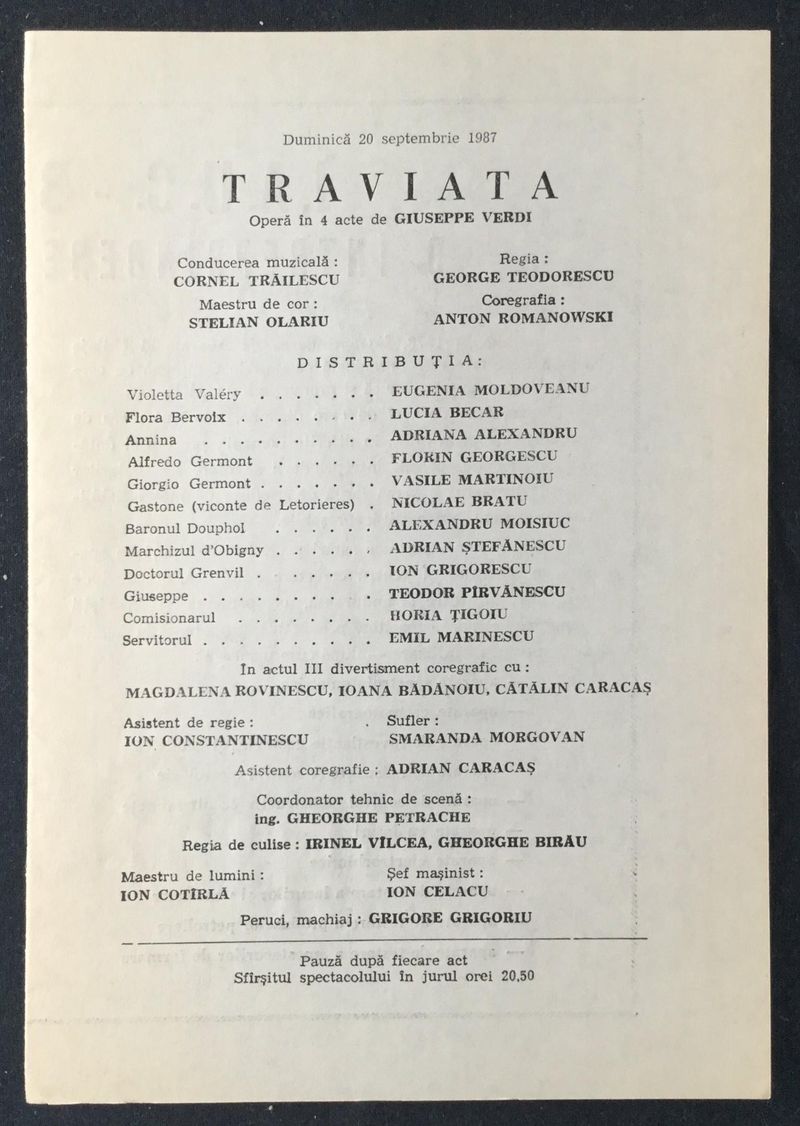 Duminică 20 septembrie 1987
TRAVIATA
Operă în 4 acte de GIUSEPPE VERDI
Conducerea muzicală :
CORNEL TRĂILESCU
Regia :
GEORGE TEODORESCU
Maestru de cor :
STELIAN OLARIU
Coregrafia :
ANTON ROMANOWSKI
DISTRIBUŢIA:
Violetta Valéry . . . . . . . EUGENIA MOLDOVEANU
Flora Bervoix . . . . . . . . LUCIA BECAR
Annina . . . . . . . . . . ADRIANA ALEXANDRU
Alfredo Germont . . . . . . FLORIN GEORGESCU
Giorgio Germont . . . . . . . VASILE MARTINOIU
Gastone (viconte de Letorieres) . NICOLAE BRATU
Baronul Douphol . . . . . . ALEXANDRU MOISIUC
Marchizul d'Obigny . . . . . . ADRIAN ŞTEFĂNESCU
Doctorul Grenvil . . . . . . ION GRIGORESCU
Giuseppe . . . . . . . . . . TEODOR PÎRVĂNESCU
Comisionarul . . . . . . . . HORIA ŢIGOIU
Servitorul . . . . . . . . . . EMIL MARINESCU
În actul III divertisment coregrafic cu :
MAGDALENA ROVINESCU, IOANA BĂDĂNOIU, CĂTĂLIN CARACAŞ
Asistent de regie :
ION CONSTANTINESCU
Sufler :
SMARANDA MORGOVAN
Asistent coregrafie : ADRIAN CARACAŞ
Coordonator tehnic de scenă :
ing. GHEORGHE PETRACHE
Regia de culise : IRINEL VÎLCEA, GHEORGHE BIRĂU
Maestru de lumini :
ION COTÎRLĂ
Şef maşinist :
ION CELACU
Peruci, machiaj : GRIGORE GRIGORIU
Pauză după fiecare act
Sfîrşitul spectacolului în jurul orei 20,50